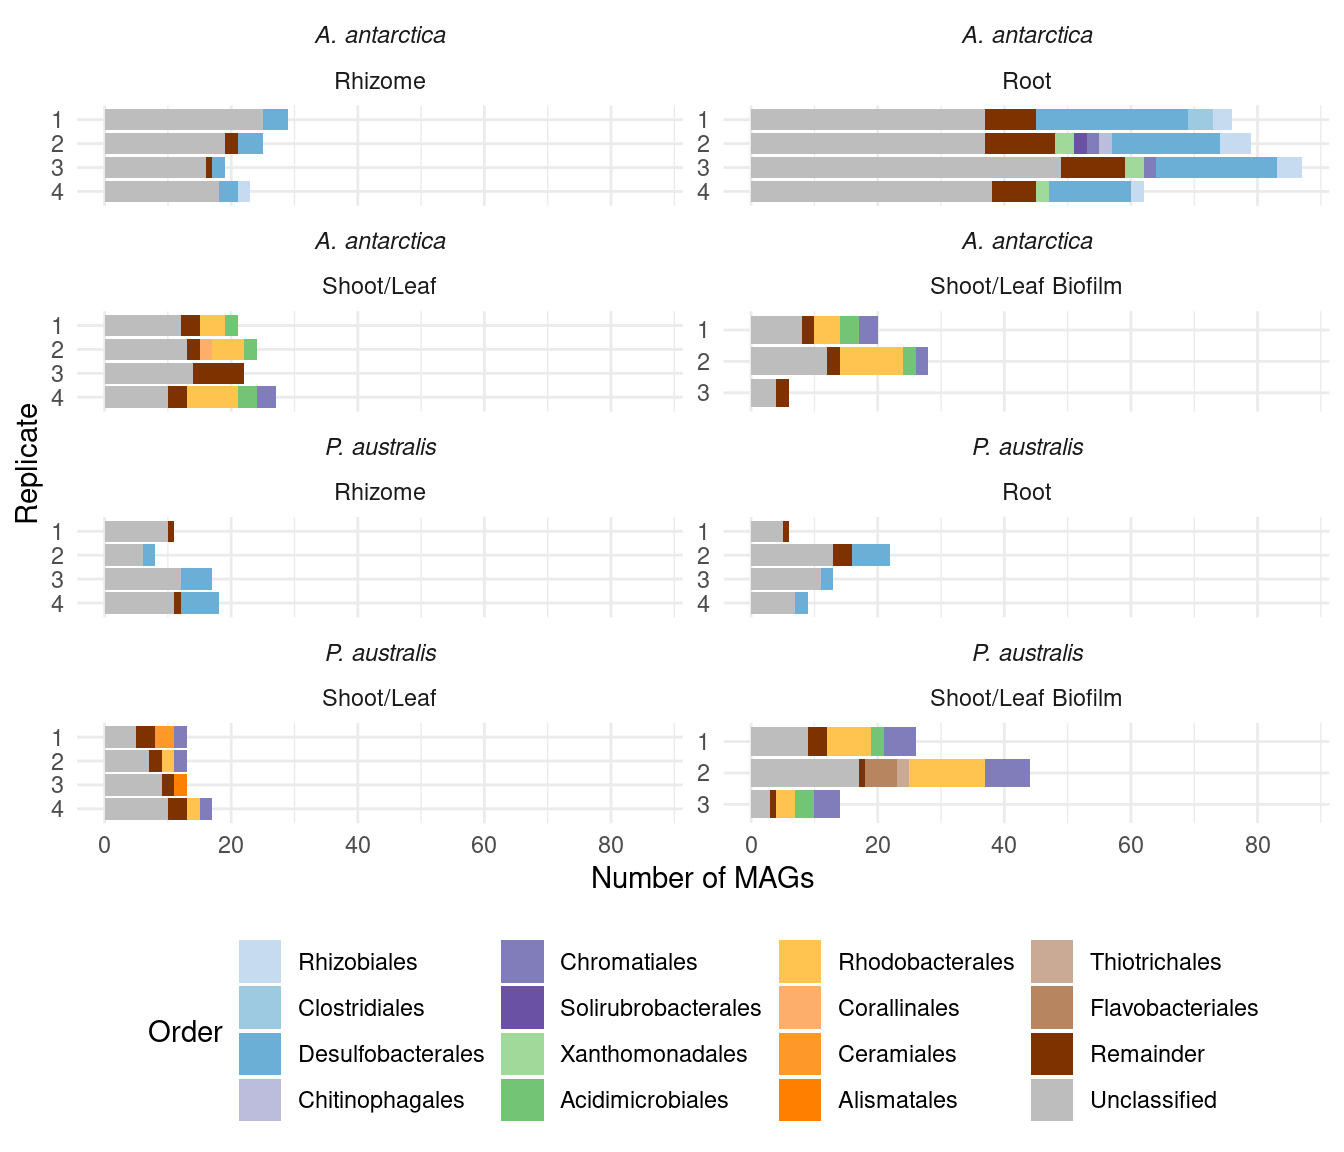 A. antarctica
A. antarctica
Rhizome
Root
1
2
3
4
1
2
3
4
A. antarctica
A. antarctica
Shoot/Leaf
Shoot/Leaf Biofilm
1
2
3
4
1
2
3
Replicate
P. australis
P. australis
Rhizome
Root
1
2
3
4
1
2
3
4
P. australis
P. australis
Shoot/Leaf
Shoot/Leaf Biofilm
1
2
3
4
1
2
3
0 20 40 60 80
0 20 40 60 80
Number of MAGs
Order
Rhizobiales
Clostridiales
Desulfobacterales
Chitinophagales
Chromatiales
Solirubrobacterales
Xanthomonadales
Acidimicrobiales
Rhodobacterales
Corallinales
Ceramiales
Alismatales
Thiotrichales
Flavobacteriales
Remainder
Unclassified